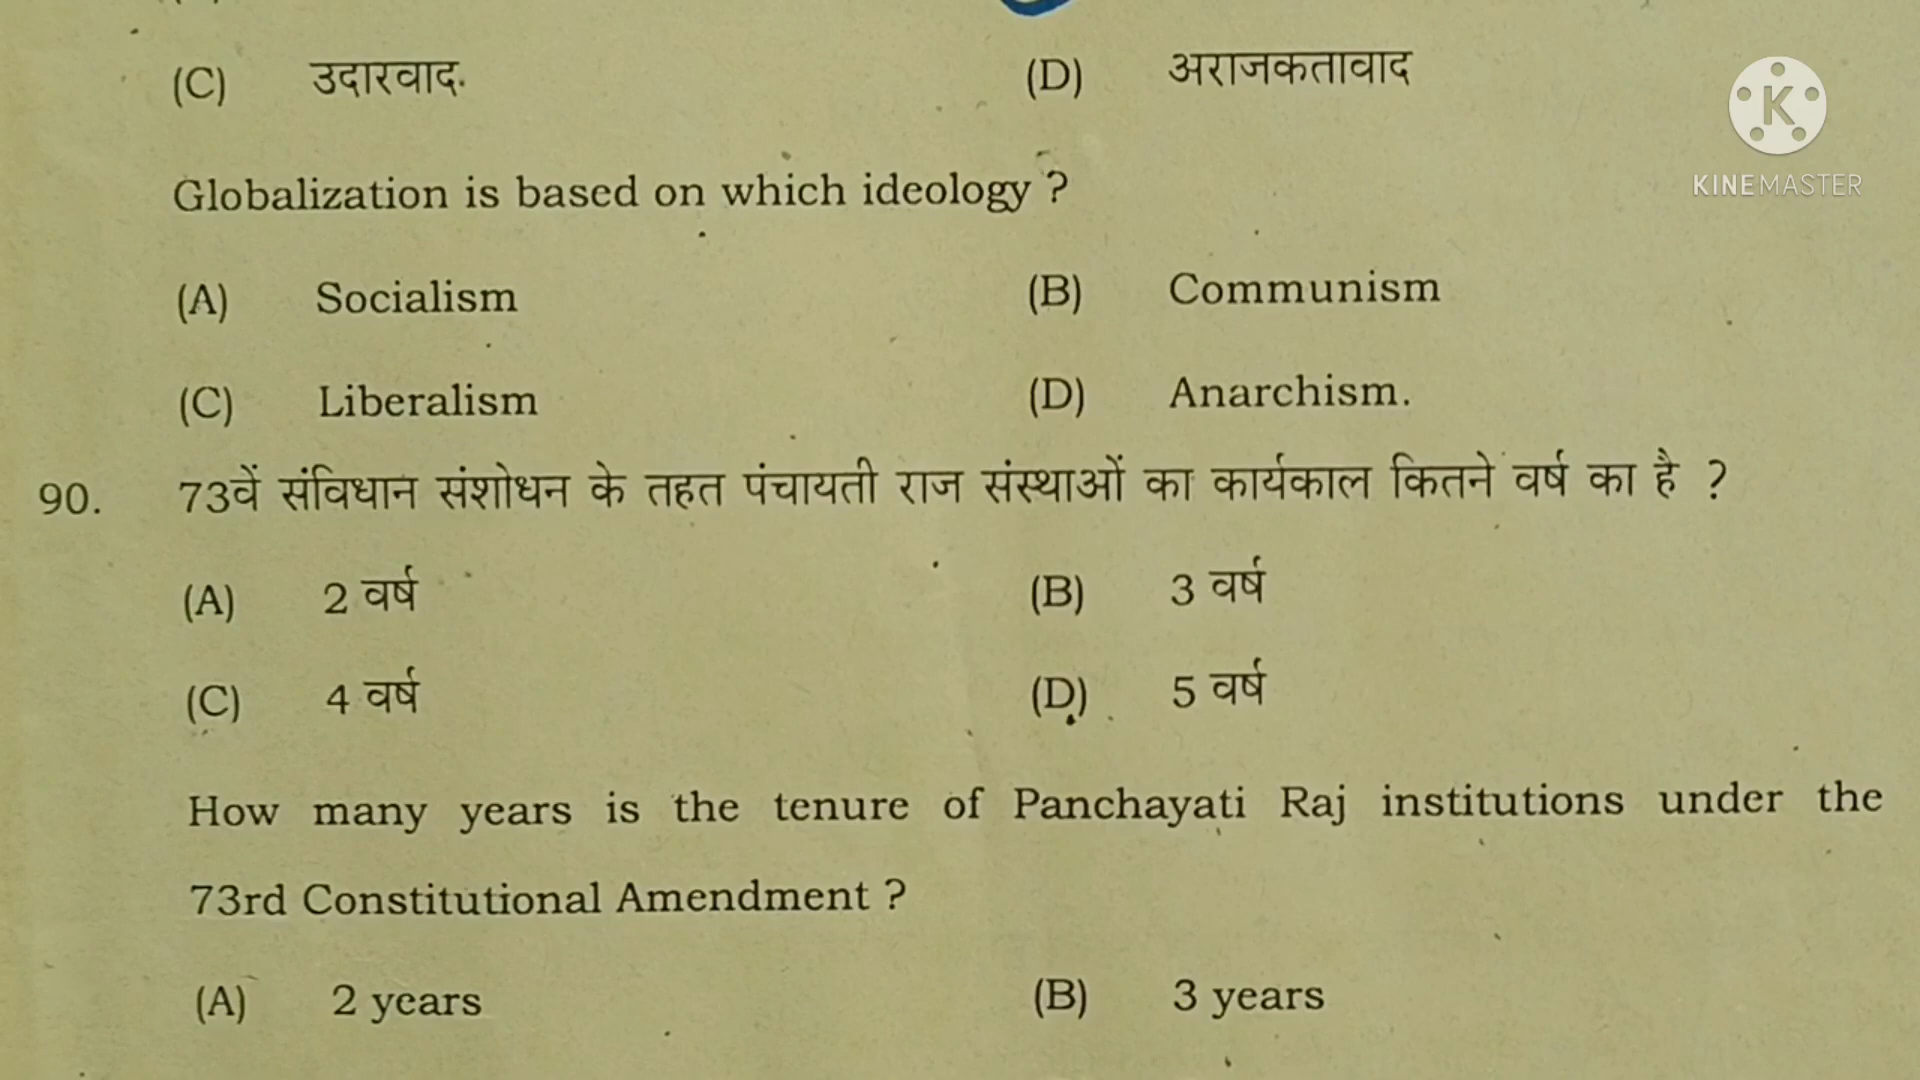 (C) उदारवाद. (D) अराजकतावाद
Globalization is based on which ideology ?
(A) Socialism (B) Communism
(C) Liberalism (D) Anarchism.
90. 73वें संविधान संशोधन के तहत पंचायती राज संस्थाओं का कार्यकाल कितने वर्ष का है ?
(A) 2 वर्ष (B) 3 वर्ष
(C) 4 वर्ष (D) 5 वर्ष
How many years is the tenure of Panchayati Raj institutions under the
73rd Constitutional Amendment ?
(A) 2 years (B) 3 years
K
KINEMASTER